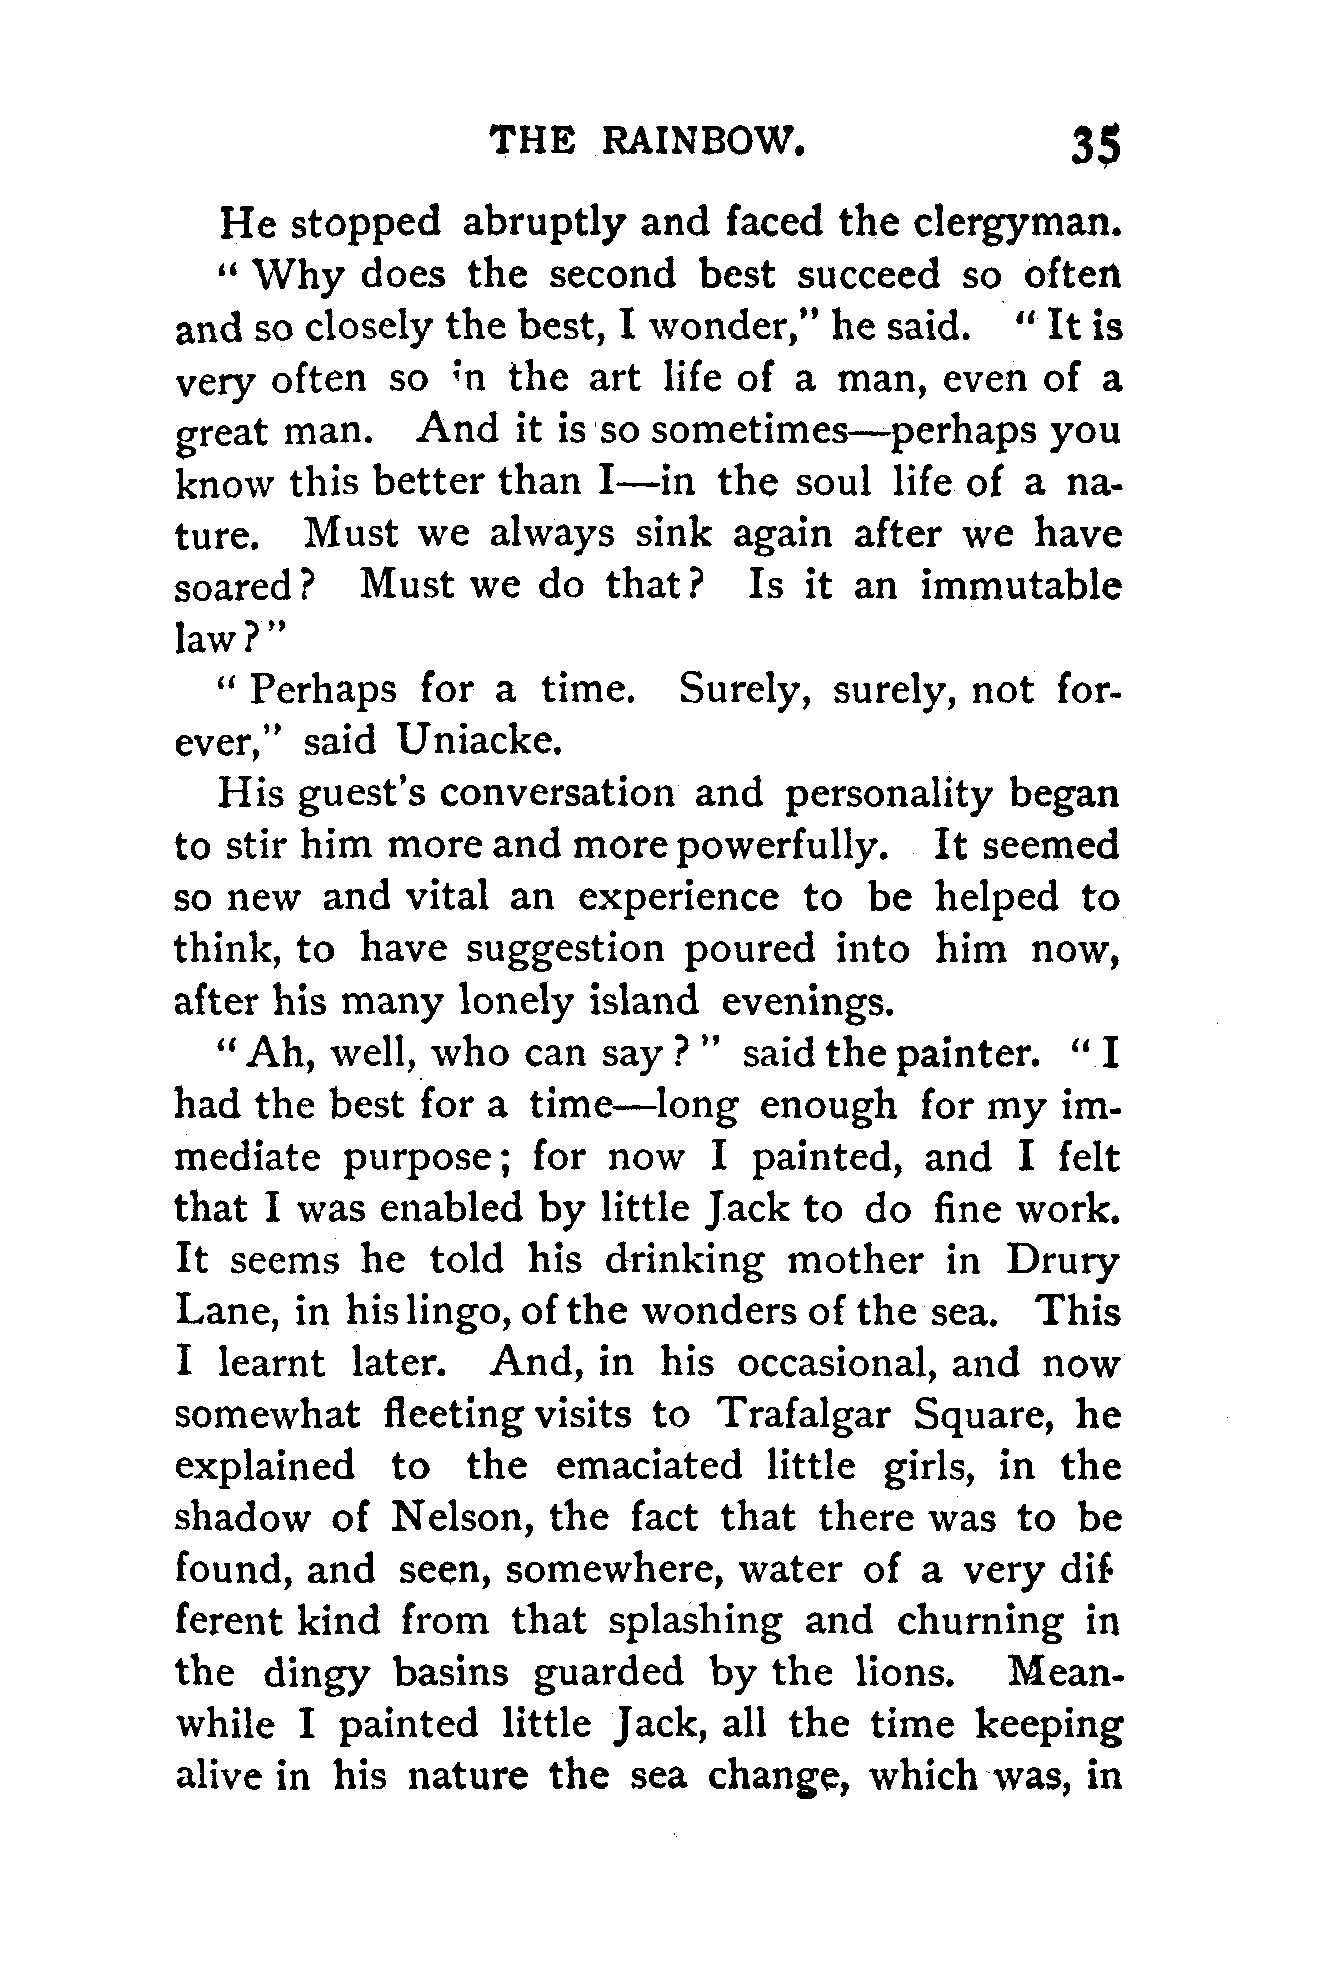 THE RAINBOW. 35
He stopped abruptly and faced the clergyman.
" Why does the second best succeed so often
and so closely the best, I wonder," he said. " It is
very often so in the art life of a man, even of a
great man. And it is so sometimes—perhaps you
know this better than I—in the soul life of a na-
ture. Must we always sink again after we have
soared? Must we do that? Is it an immutable
law?"
" Perhaps for a time. Surely, surely, not for-
ever," said Uniacke.
His guest's conversation and personality began
to stir him more and more powerfully. It seemed
so new and vital an experience to be helped to
think, to have suggestion poured into him now,
after his many lonely island evenings.
" Ah, well, who can say ? " said the painter. " I
had the best for a time—long enough for my im-
mediate purpose; for now I painted, and I felt
that I was enabled by little Jack to do fine work.
It seems he told his drinking mother in Drury
Lane, in his lingo, of the wonders of the sea. This
I learnt later. And, in his occasional, and now
somewhat fleeting visits to Trafalgar Square, he
explained to the emaciated little girls, in the
shadow of Nelson, the fact that there was to be
found, and seen, somewhere, water of a very dif-
ferent kind from that splashing and churning in
the dingy basins guarded by the lions. Mean-
while I painted little Jack, all the time keeping
alive in his nature the sea change, which was, in